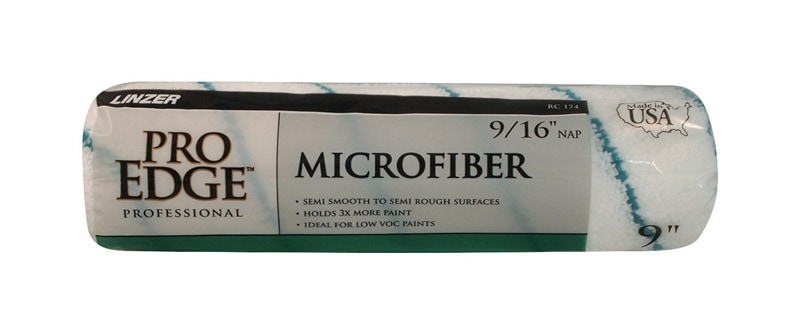 LINZER
RC 174
PRO
EDGE™
PROFESSIONAL
9/16" NAP
MICROFIBER
• SEMI SMOOTH TO SEMI ROUGH SURFACES
• HOLDS 3X MORE PAINT
• IDEAL FOR LOW VOC PAINTS
Made in
USA
9"